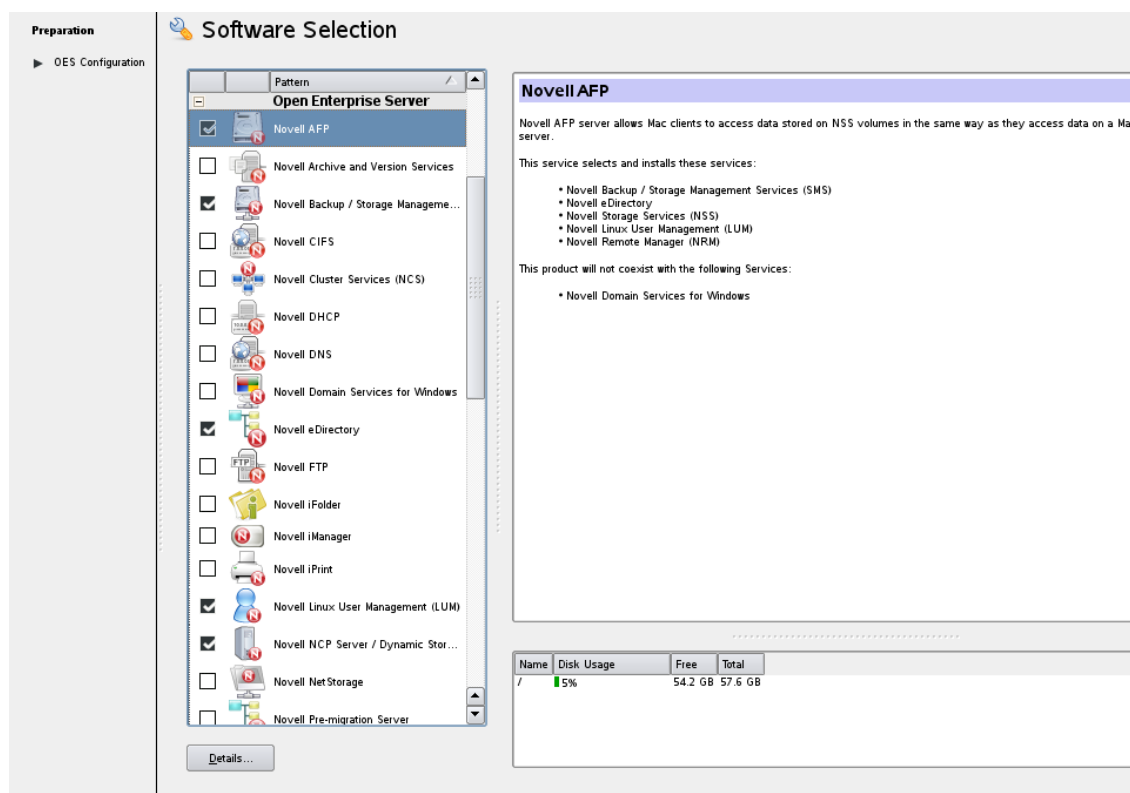 Preparation
OES Configuration
Software Selection
Pattern
Open Enterprise Server
Novell AFP
Novell Archive and Version Services
Novell Backup / Storage Manageme...
Novell CIFS
Novell Cluster Services (NCS)
Novell DHCP
Novell DNS
Novell Domain Services for Windows
Novell eDirectory
FTP
Novell FTP
Novell iFolder
Novell iManager
Novell iPrint
Novell Linux User Management (LUM)
Novell NCP Server / Dynamic Stor...
Novell NetStorage
Novell Pre-migration Server
Details...
Novell AFP
Novell AFP server allows Mac clients to access data stored on NSS volumes in the same way as they access data on a Ma
server.
This service selects and installs these services:
• Novell Backup / Storage Management Services (SMS)
• Novell eDirectory
• Novell Storage Services (NSS)
• Novell Linux User Management (LUM)
• Novell Remote Manager (NRM)
This product will not coexist with the following Services:
• Novell Domain Services for Windows
Name Disk Usage Free Total
/ 5% 54.2 GB 57.6 GB